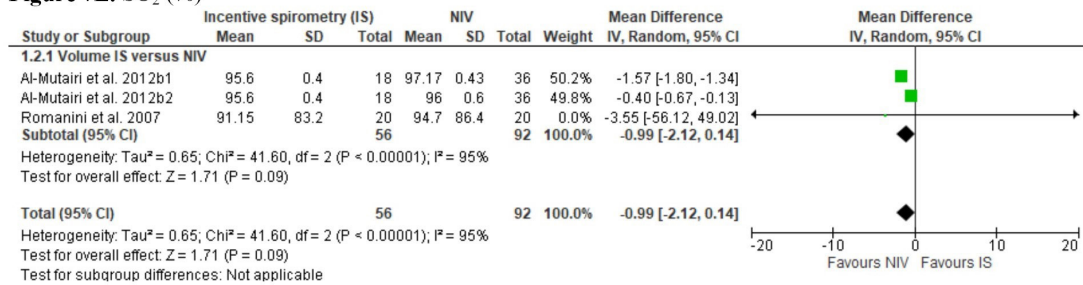 Incentive spirometry (IS) NIV Mean Difference Mean Difference
Study or Subgroup Mean SD Total Mean SD Total Weight IV, Random, 95% CI IV, Random, 95% CI
1.2.1 Volume IS versus NIV
Al-Mutairi et al. 2012b1 95.6 0.4 18 97.17 0.43 36 50.2% -1.57 [-1.80, -1.34]
Al-Mutairi et al. 2012b2 95.6 0.4 18 96 0.6 36 49.8% -0.40 [-0.67, -0.13]
Romanini et al. 2007 91.15 83.2 20 94.7 86.4 20 0.0% -3.55 [-56.12, 49.02]
Subtotal (95% CI) 56 92 100.0% -0.99 [-2.12, 0.14]
Heterogeneity: Tau² = 0.65; Chi² = 41.60, df = 2 (P < 0.00001); I² = 95%
Test for overall effect: Z = 1.71 (P = 0.09)
Total (95% CI) 56 92 100.0% -0.99 [-2.12, 0.14]
Heterogeneity: Tau² = 0.65; Chi² = 41.60, df = 2 (P < 0.00001); I² = 95%
Test for overall effect: Z = 1.71 (P = 0.09)
Test for subgroup differences: Not applicable
-20 -10 0 10 20
Favours NIV Favours IS